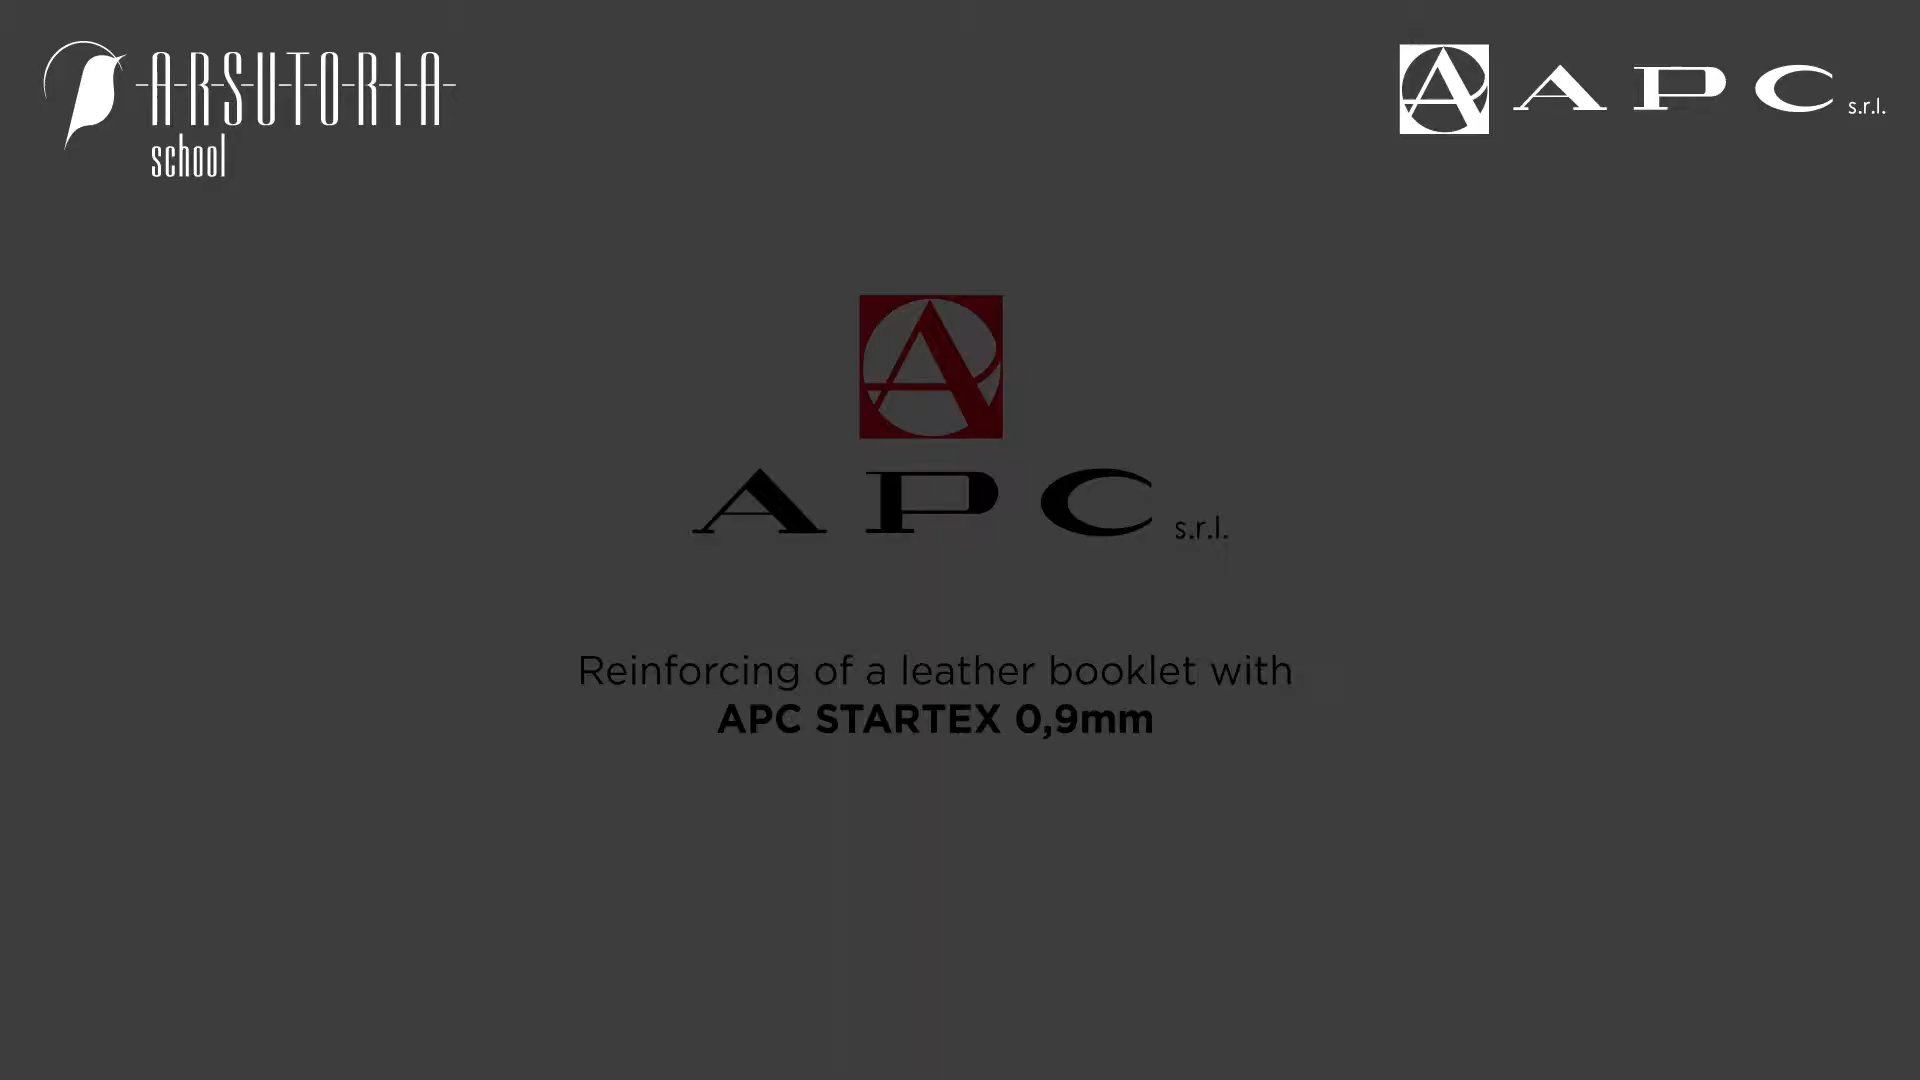 ARSUTORIA
school
APC s.r.l.
APC s.r.l.
Reinforcing of a leather booklet with
APC STARTEX 0,9mm